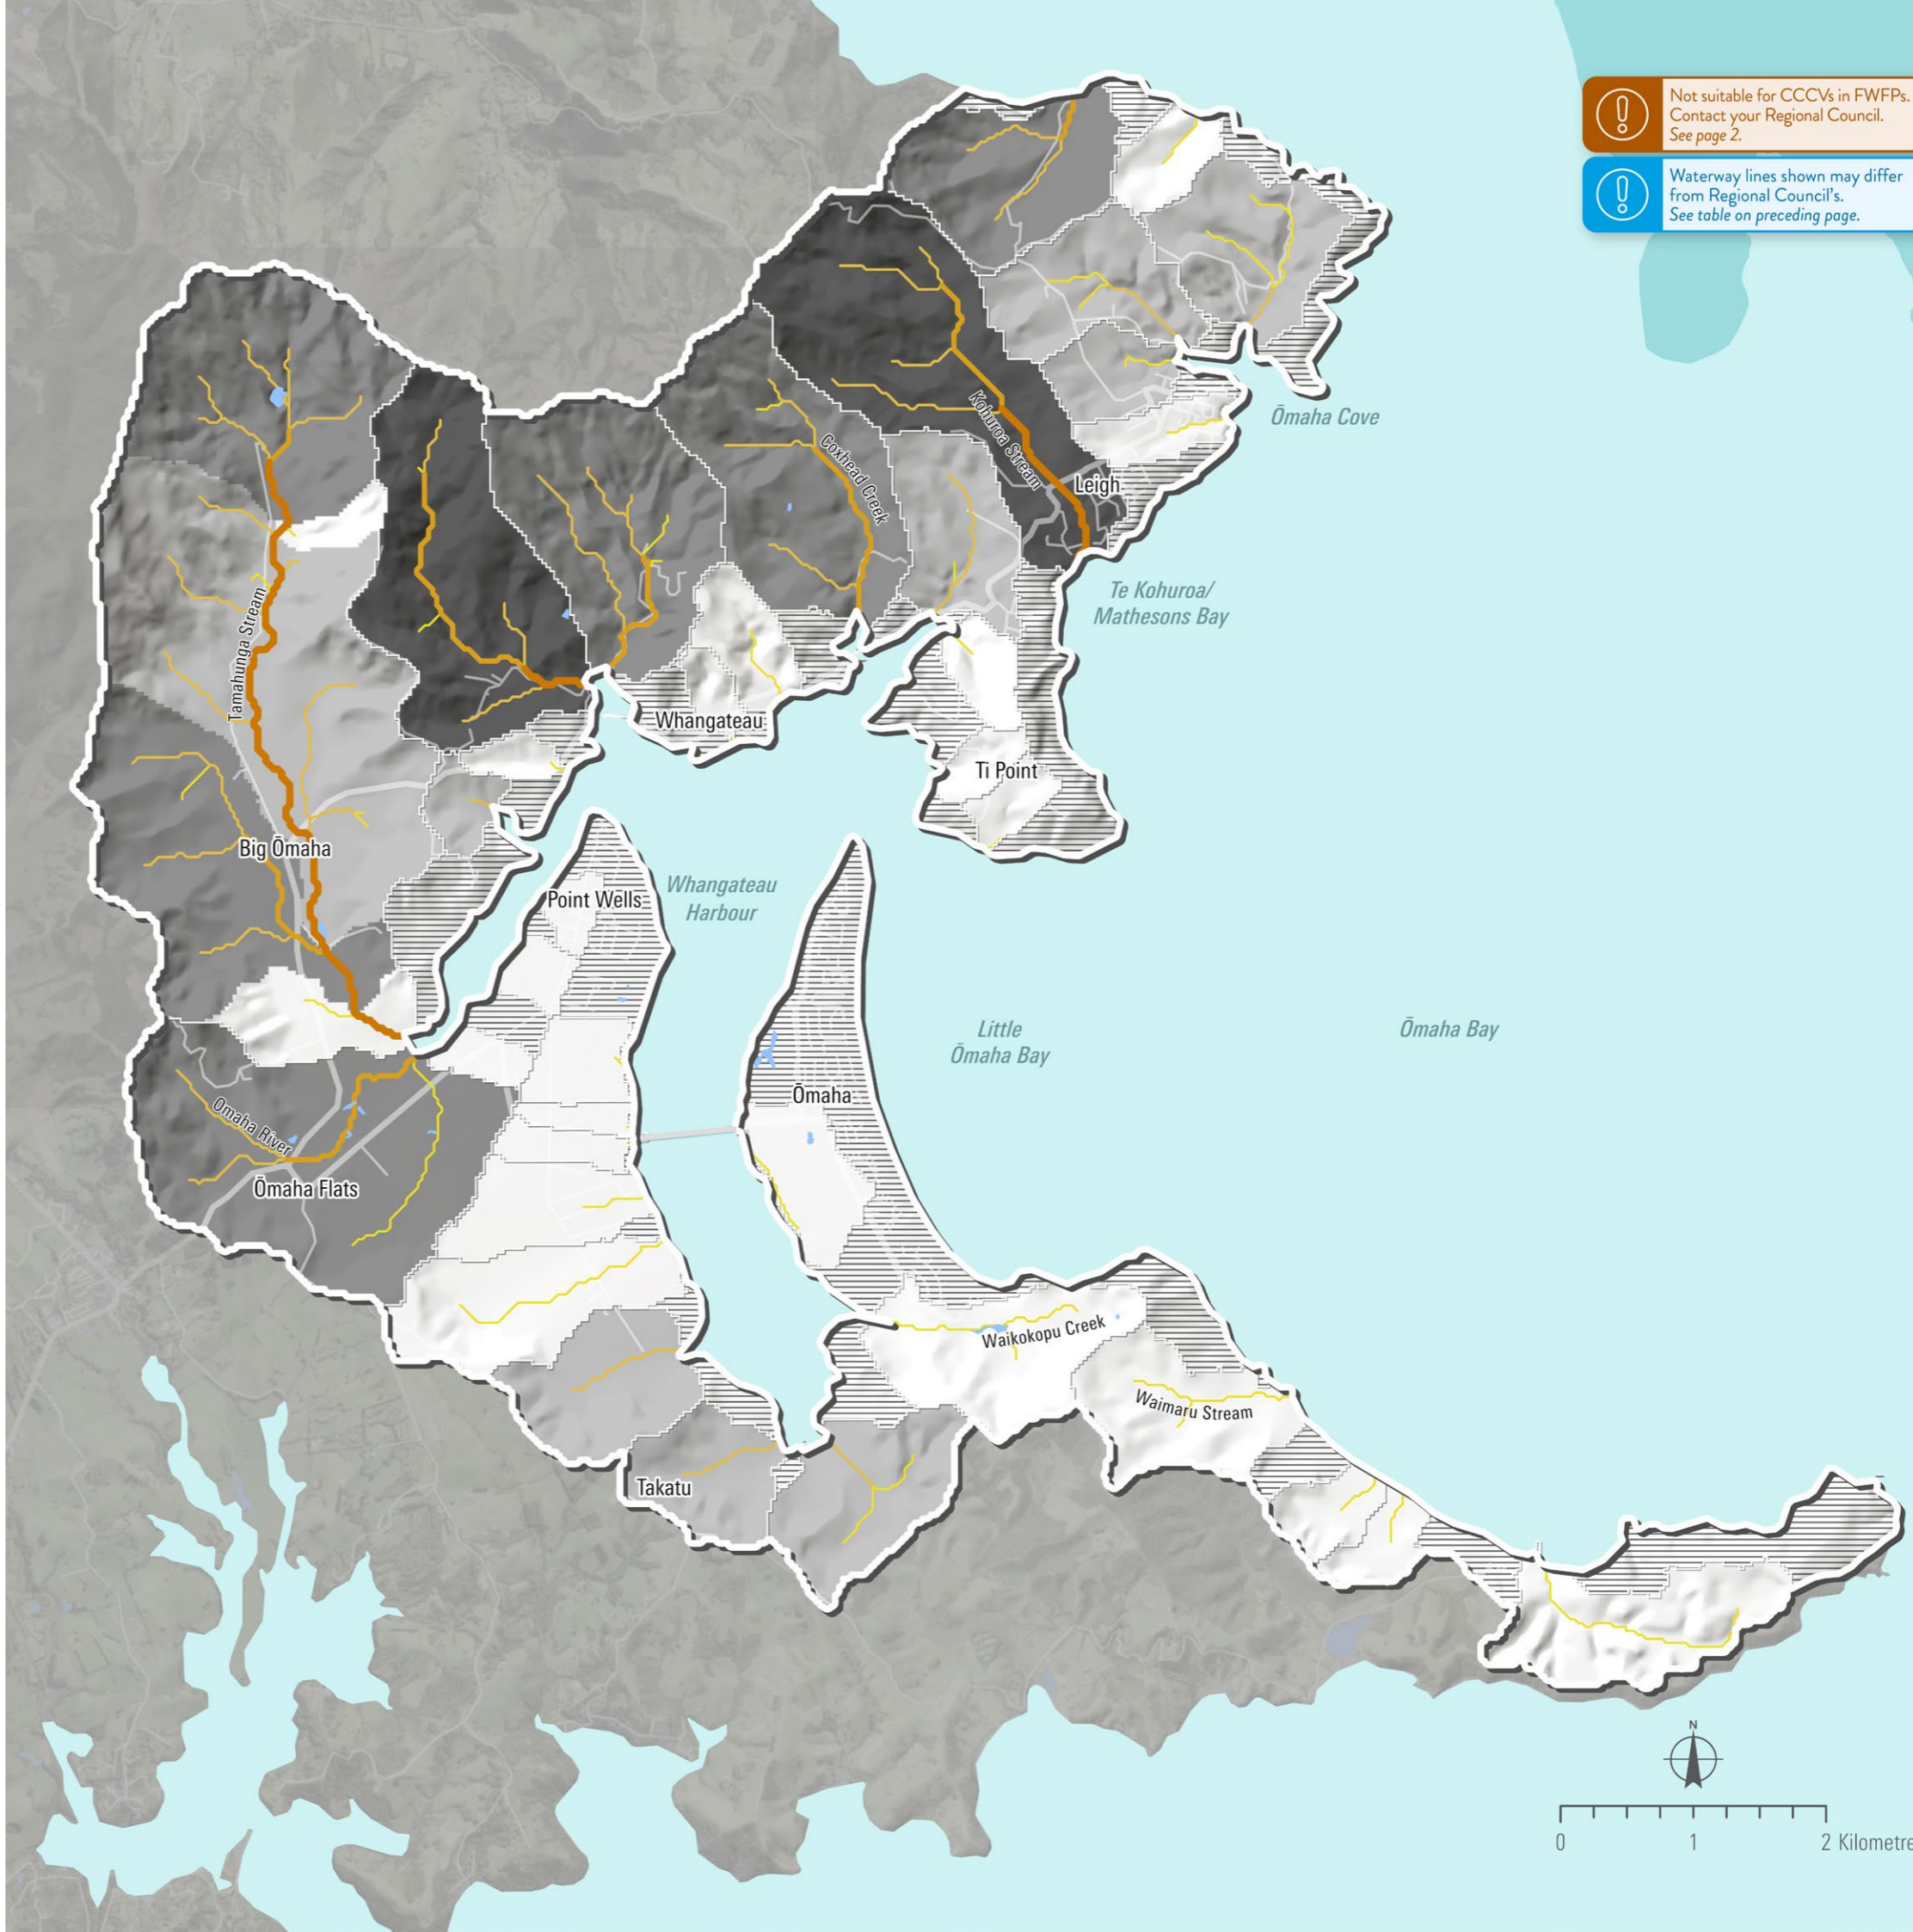 Not suitable for CCCVs in FWFPs.
Contact your Regional Council.
See page 2.
Waterway lines shown may differ
from Regional Council's.
See table on preceding page.
Ōmaha Cove
Kohuroa Stream
Coxhead Creek
Leigh
Te Kohuroa/
Mathesons Bay
Tamahunga Stream
Whangateau
Ti Point
Big Ōmaha
Point Wells
Whangateau
Harbour
Little
Ōmaha Bay
Ōmaha Bay
Ōmaha
Omaha River
Ōmaha Flats
Waikokopu Creek
Waimaru Stream
Takatu
N
0 1 2 Kilometre